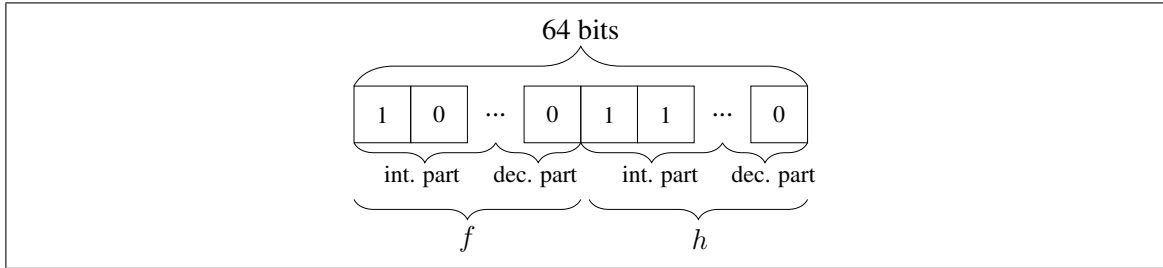 64 bits
1 0 ... 0 1 1 ... 0
int. part dec. part int. part dec. part
f h